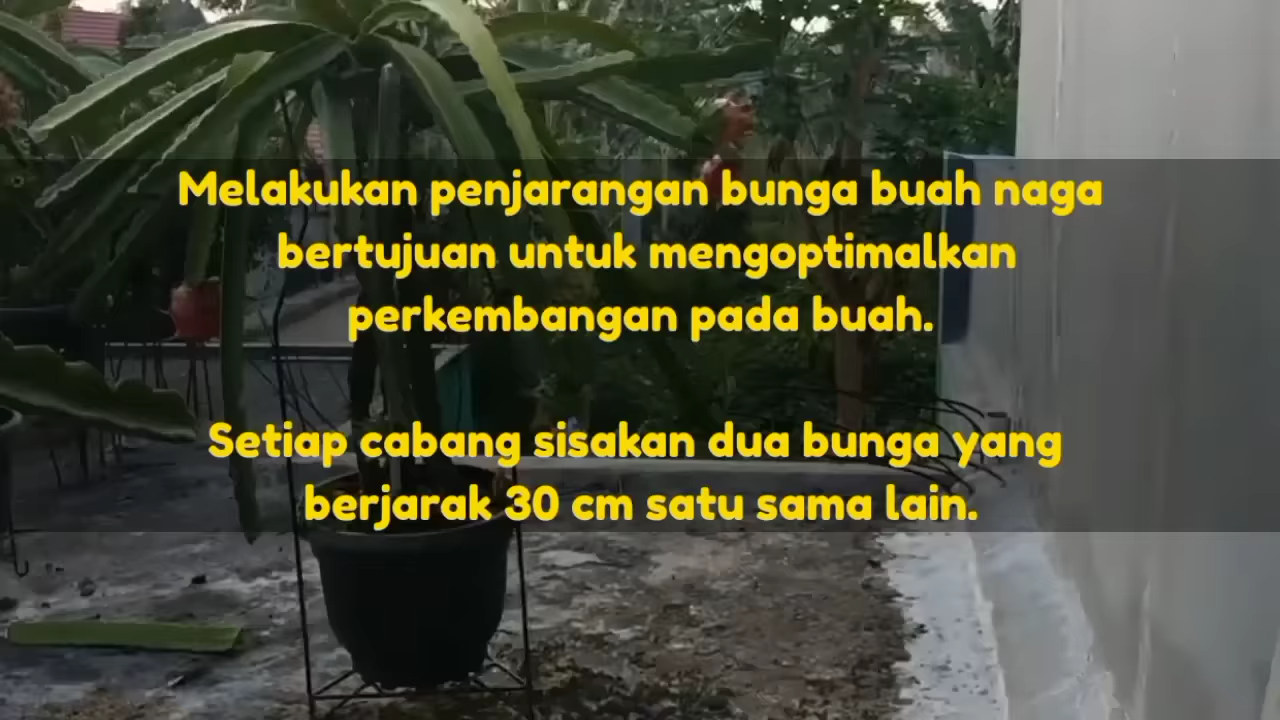 Melakukan penjarangan bunga buah naga
bertujuan untuk mengoptimalkan
perkembangan pada buah.
Setiap cabang sisakan dua bunga yang
berjarak 30 cm satu sama lain.